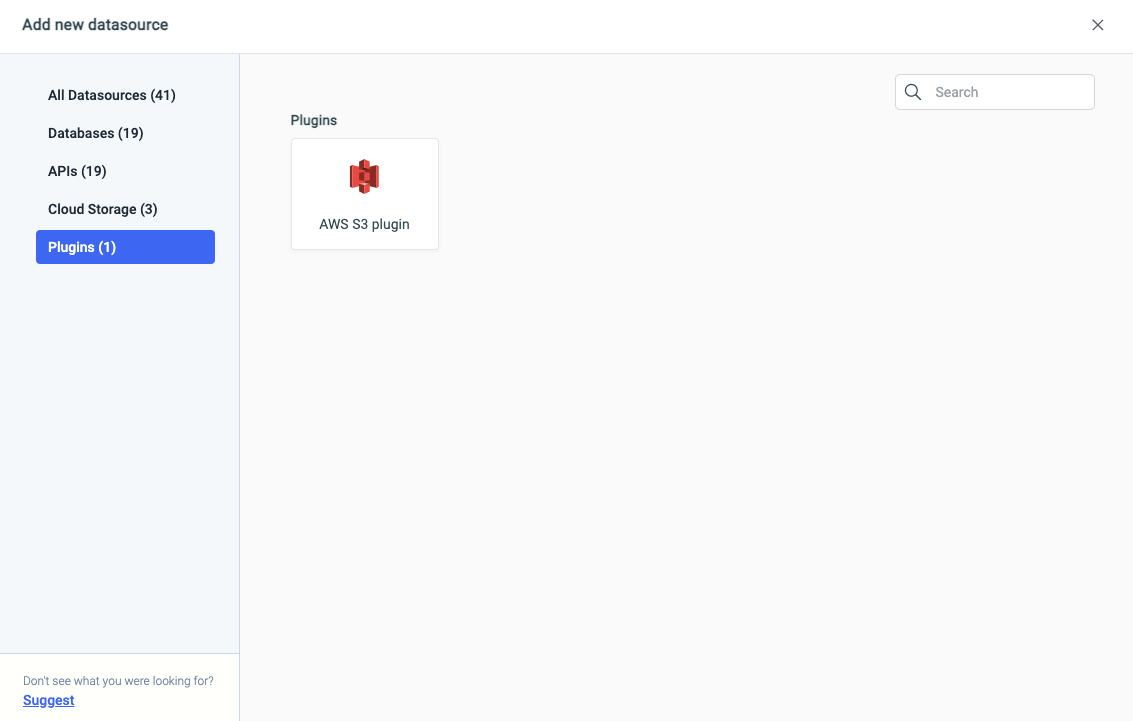 Add new datasource
All Datasources (41)
Databases (19)
APIs (19)
Cloud Storage (3)
Plugins (1)
Search
Plugins
AWS S3 plugin
Don't see what you were looking for?
Suggest